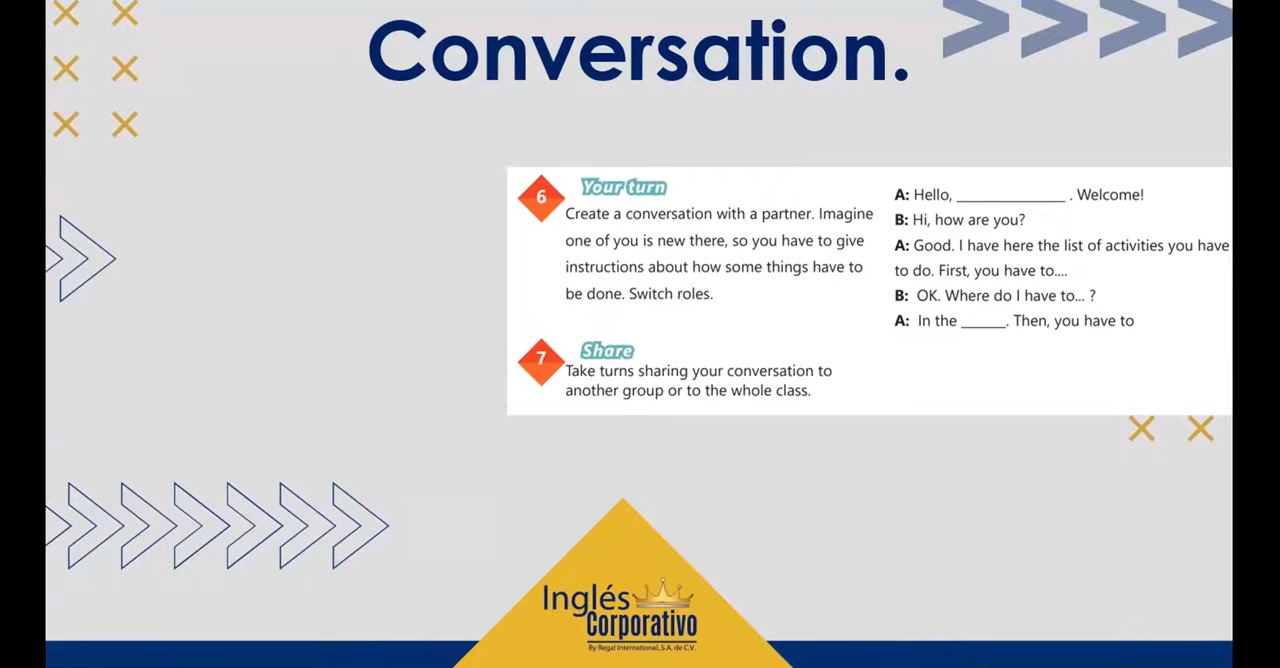 Conversation.
6
Your turn
Create a conversation with a partner. Imagine
one of you is new there, so you have to give
instructions about how some things have to
be done. Switch roles.
7
Share
Take turns sharing your conversation to
another group or to the whole class.
A: Hello, ______________ . Welcome!
B: Hi, how are you?
A: Good. I have here the list of activities you have
to do. First, you have to....
B: OK. Where do I have to... ?
A: In the ______. Then, you have to
Inglés
Corporativo
By Regal International, S.A. de C.V.